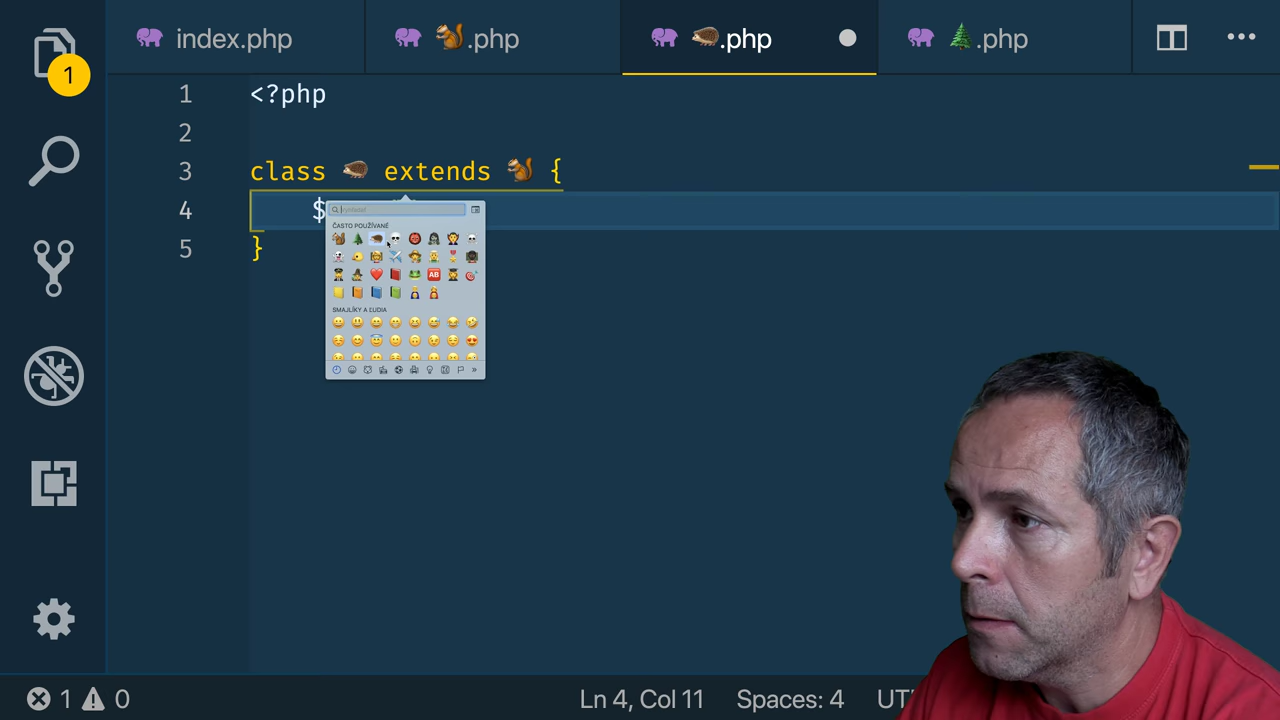 index.php
🐿️.php
🦔.php
🌲.php
•••
1
1 <?php
2
3 class 🦔 extends 🐿️ {
4 $
5 }
ČASTO POUŽÍVANÉ
SMAJLÍKY A ĽUDIA
1 0
Ln 4, Col 11
Spaces: 4